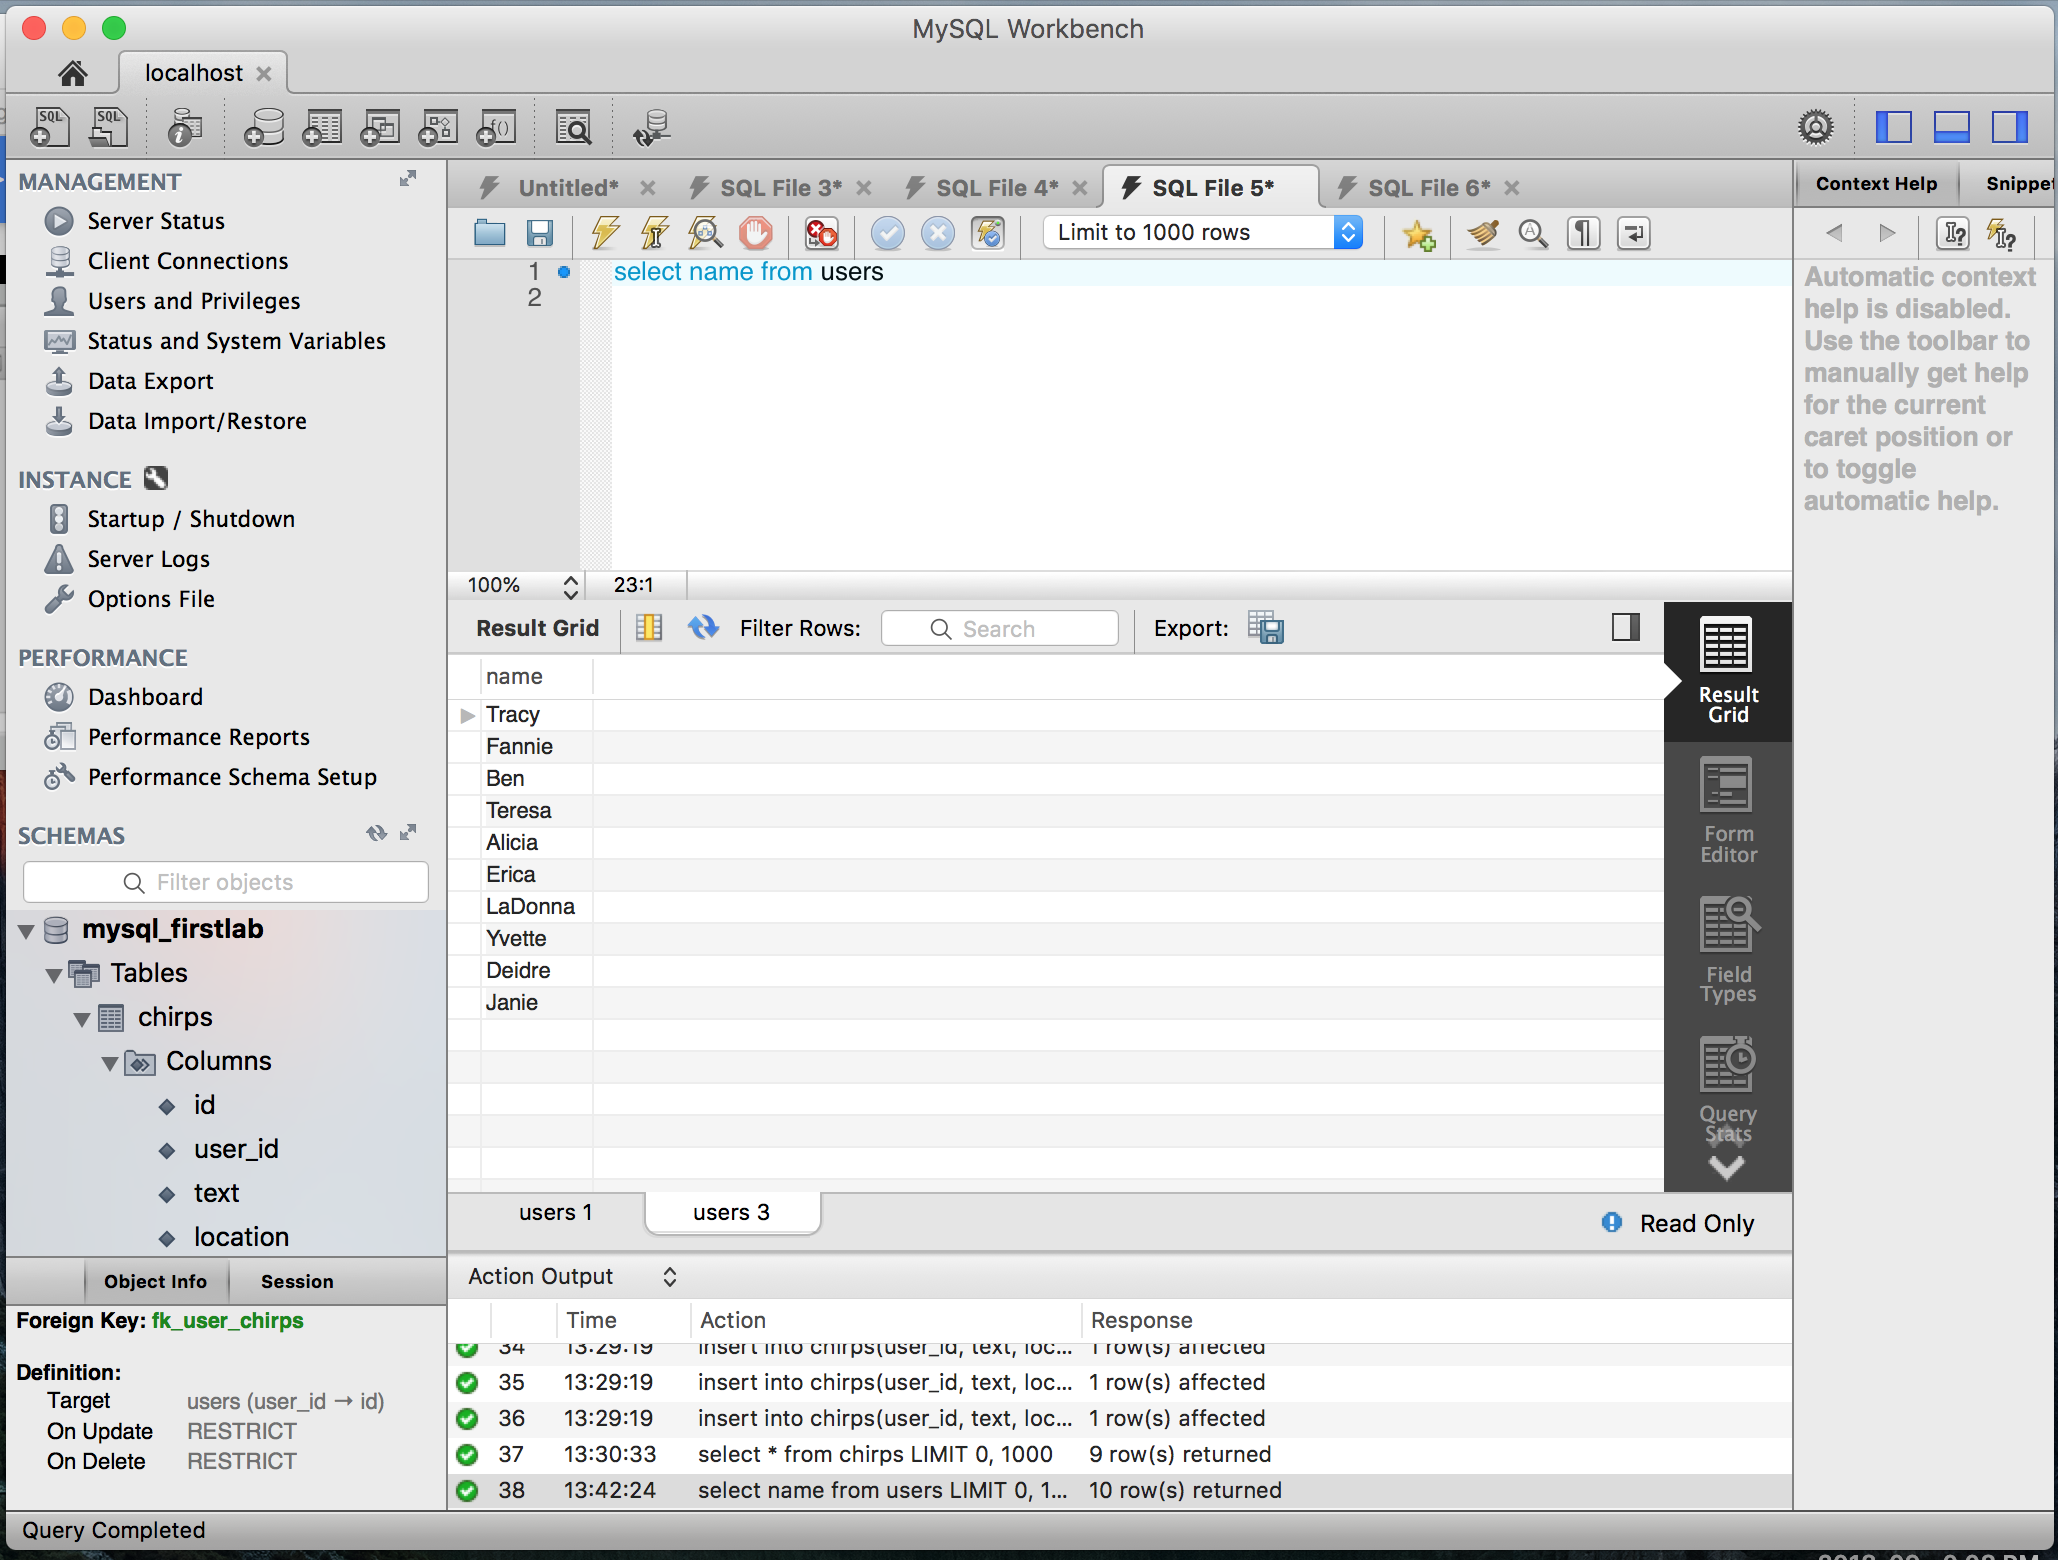 MySQL Workbench
localhost
SQL SQL
MANAGEMENT
Server Status
Client Connections
Users and Privileges
Status and System Variables
Data Export
Data Import/Restore
INSTANCE
Startup / Shutdown
Server Logs
Options File
PERFORMANCE
Dashboard
Performance Reports
Performance Schema Setup
SCHEMAS
Filter objects
mysql_firstlab
Tables
chirps
Columns
id
user_id
text
location
Object Info Session
Foreign Key: fk_user_chirps
Definition:
Target users (user_id → id)
On Update RESTRICT
On Delete RESTRICT
Untitled* SQL File 3* SQL File 4* SQL File 5* SQL File 6*
Limit to 1000 rows
1 select name from users
2
100% 23:1
Result Grid Filter Rows: Search Export:
name
Tracy
Fannie
Ben
Teresa
Alicia
Erica
LaDonna
Yvette
Deidre
Janie
Result
Grid
Form
Editor
Field
Types
Query
Stats
users 1 users 3
Read Only
Action Output
Time Action Response
34 13:29:19 insert into chirps(user_id, text, loc... 1 row(s) affected
35 13:29:19 insert into chirps(user_id, text, loc... 1 row(s) affected
36 13:29:19 insert into chirps(user_id, text, loc... 1 row(s) affected
37 13:30:33 select * from chirps LIMIT 0, 1000 9 row(s) returned
38 13:42:24 select name from users LIMIT 0, 1... 10 row(s) returned
Context Help Snippet
Automatic context
help is disabled.
Use the toolbar to
manually get help
for the current
caret position or
to toggle
automatic help.
Query Completed